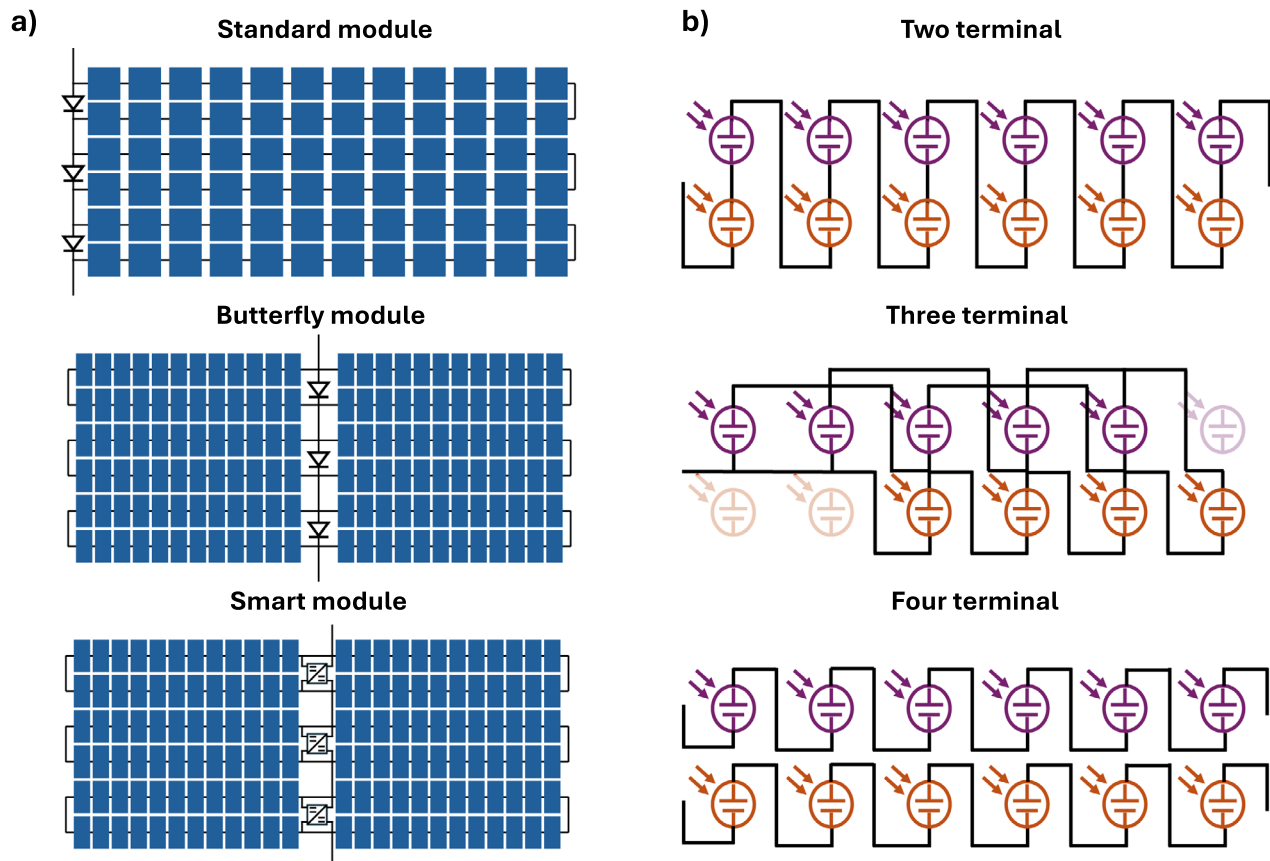 a)
Standard module
Butterfly module
Smart module
b)
Two terminal
Three terminal
Four terminal